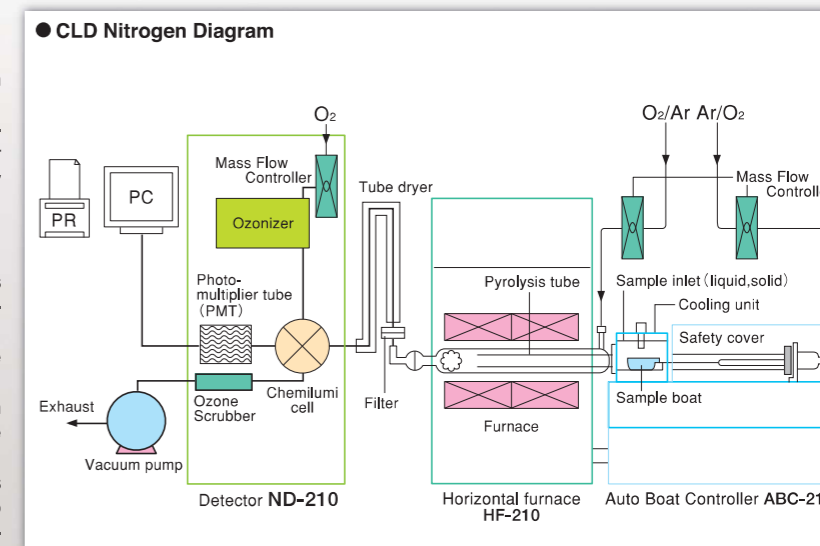 ● CLD Nitrogen Diagram
O₂
O₂/Ar Ar/O₂
Mass Flow
Controller
Tube dryer
Mass Flow
PR
PC
Ozonizer
Photo-
multiplier tube
(PMT)
Pyrolysis tube
Sample inlet (liquid,solid)
Cooling unit
Safety cover
Exhaust
Ozone
Scrubber
Chemilumi
cell
Filter
Sample boat
Furnace
Vacuum pump
Detector ND-210
Horizontal furnace
HF-210
Auto Boat Controller